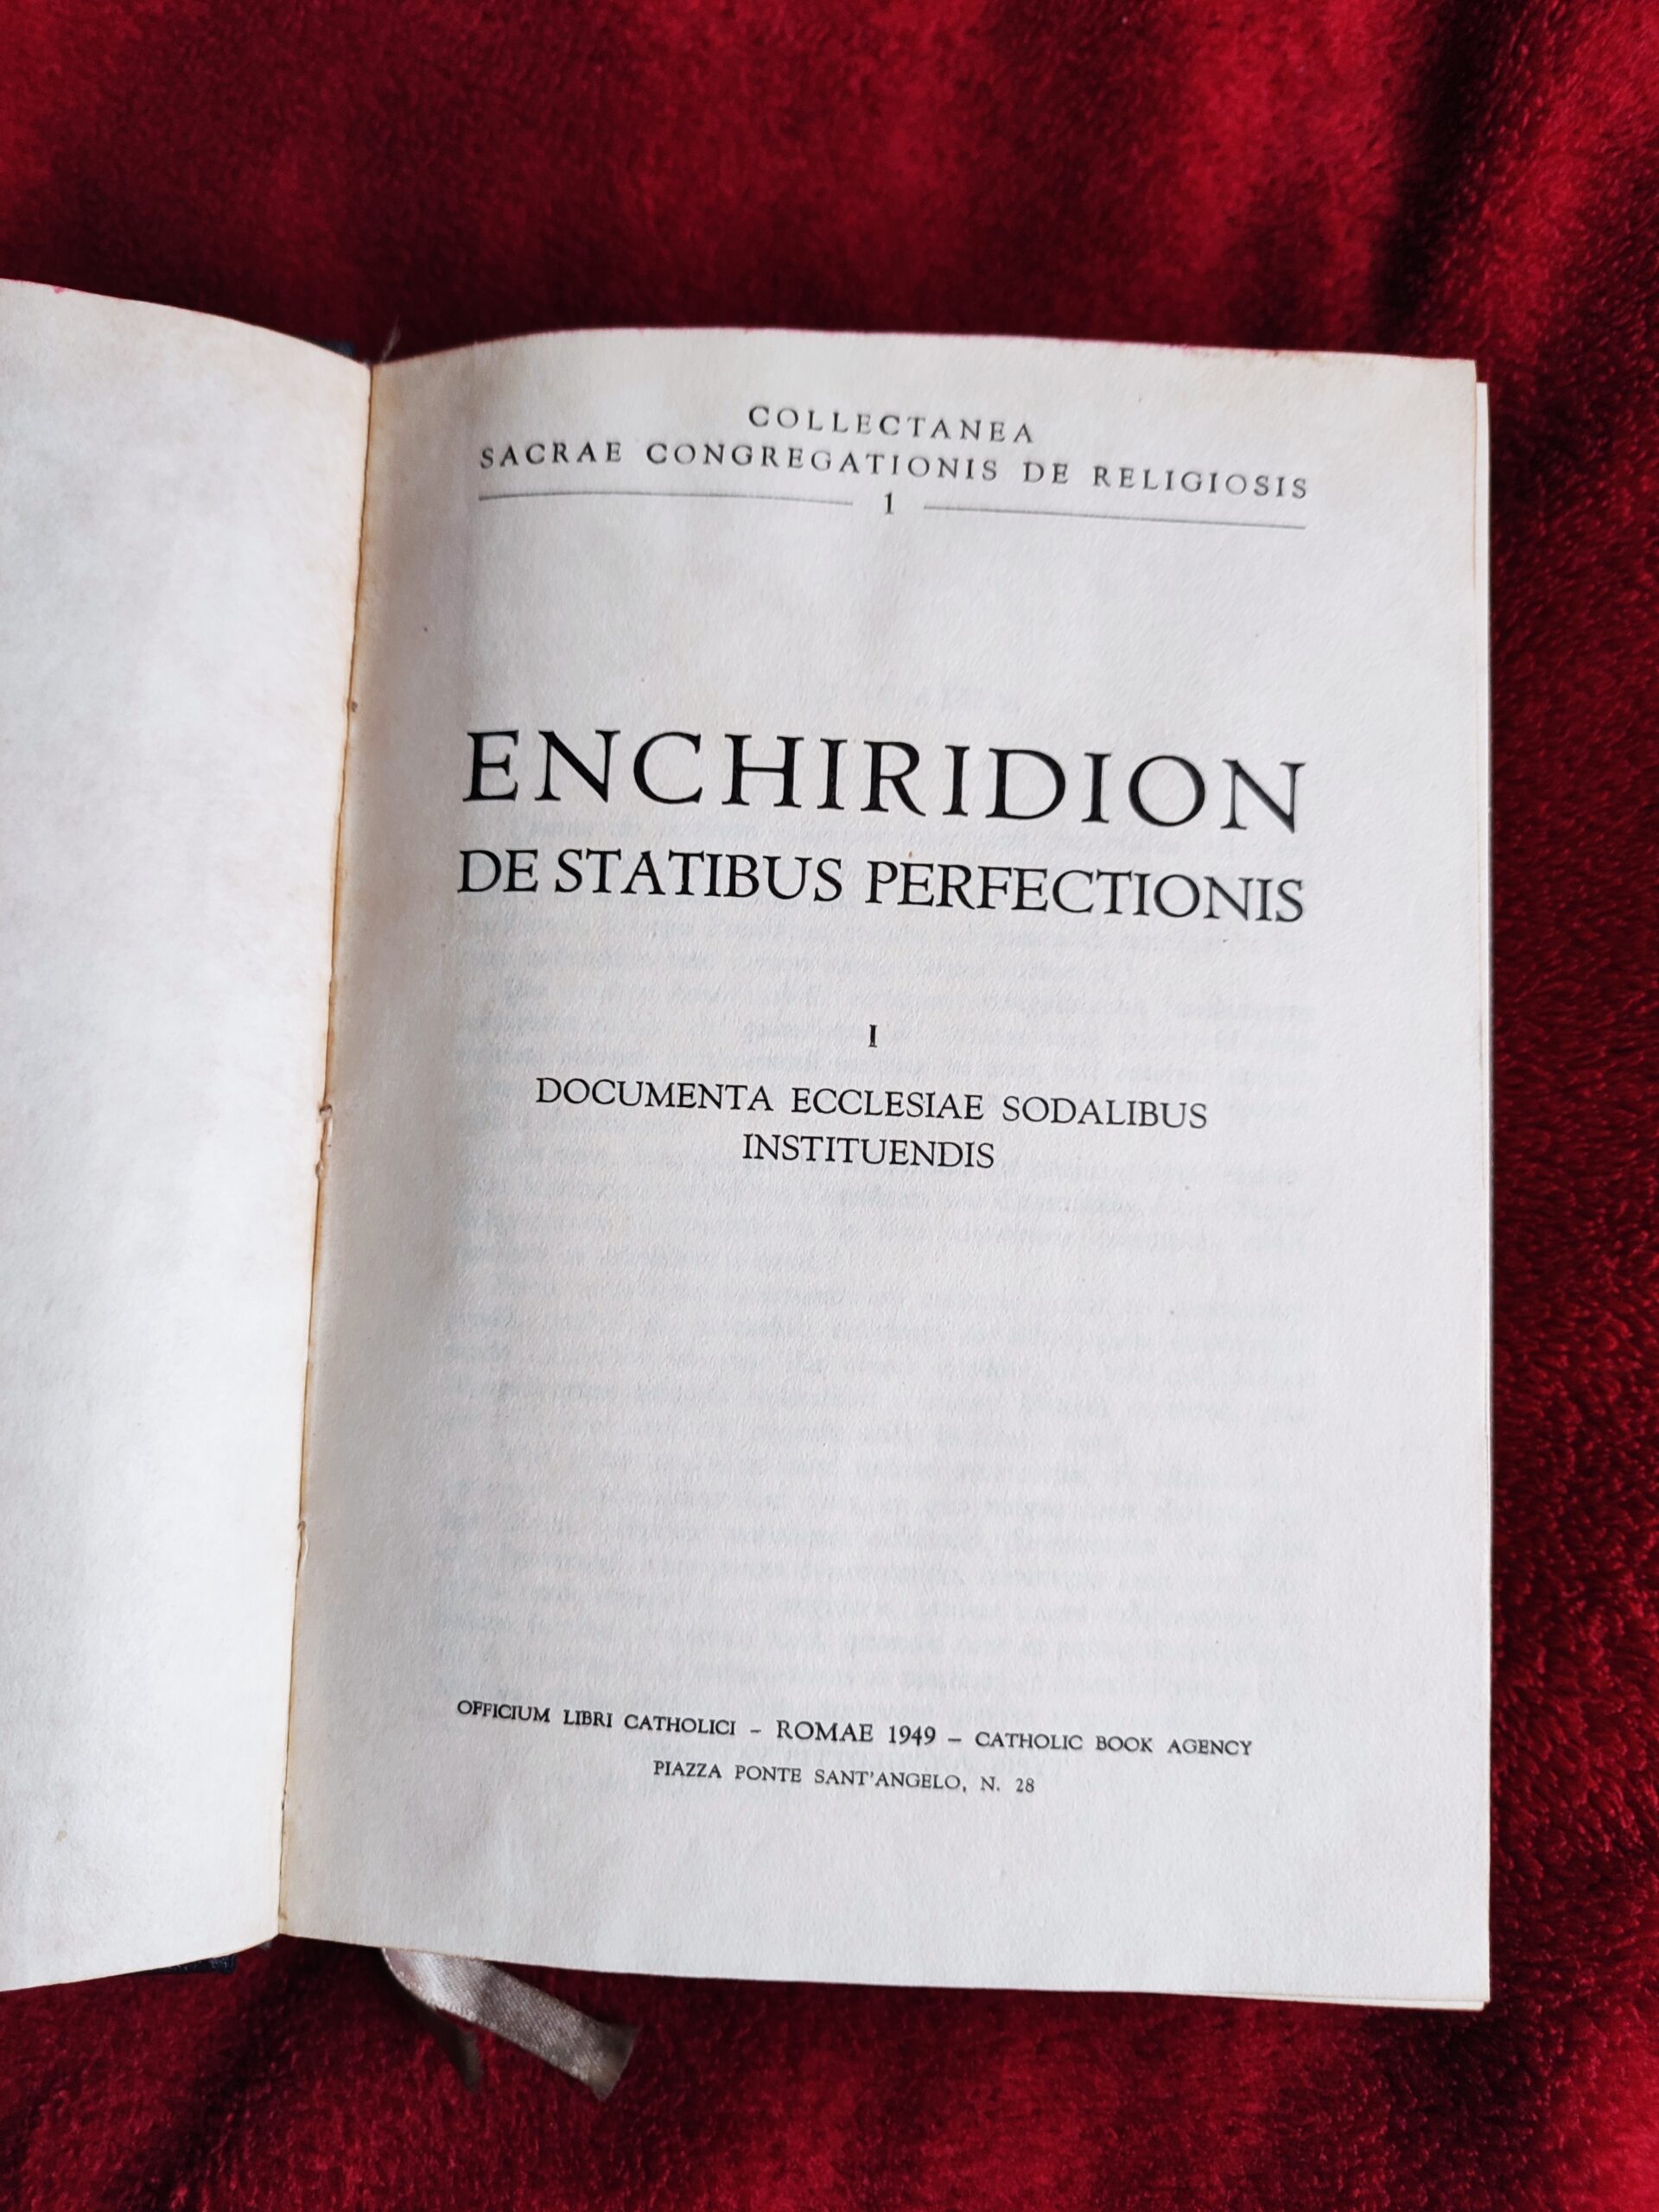 COLLECTANEA
SACRAE CONGREGATIONIS DE RELIGIOSIS
1
ENCHIRIDION
DE STATIBUS PERFECTIONIS
I
DOCUMENTA ECCLESIAE SODALIBUS
INSTITUENDIS
OFFICIUM LIBRI CATHOLICI – ROMAE 1949 – CATHOLIC BOOK AGENCY
PIAZZA PONTE SANT'ANGELO, N. 28